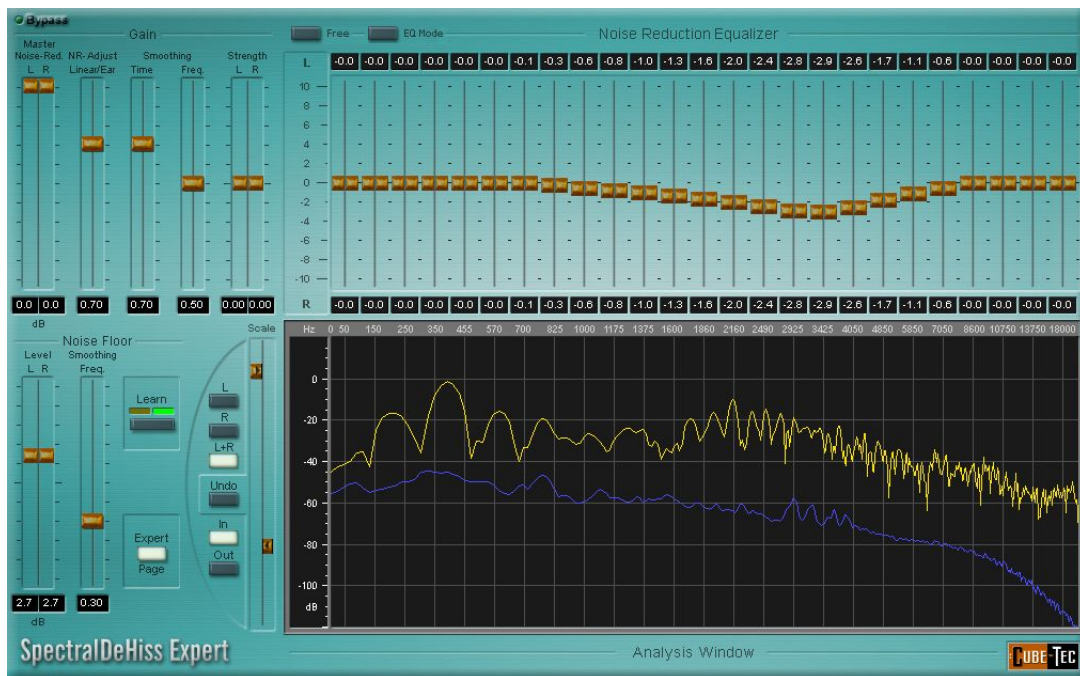 Bypass
Gain
Master
Noise-Red. NR-Adjust Smoothing Strength
L R Linear/Ear Time Freq. L R
0.0 0.0 0.70 0.70 0.50 0.00 0.00
dB
Free EQ Mode Noise Reduction Equalizer
L -0.0 -0.0 -0.0 -0.0 -0.0 -0.0 -0.1 -0.3 -0.6 -0.8 -1.0 -1.3 -1.6 -2.0 -2.4 -2.8 -2.9 -2.6 -1.7 -1.1 -0.6 -0.0 -0.0 -0.0 -0.0
10
8
6
4
2
0
-2
-4
-6
-8
-10
R -0.0 -0.0 -0.0 -0.0 -0.0 -0.0 -0.1 -0.3 -0.6 -0.8 -1.0 -1.3 -1.6 -2.0 -2.4 -2.8 -2.9 -2.6 -1.7 -1.1 -0.6 -0.0 -0.0 -0.0 -0.0
Noise Floor
Level Smoothing
L R Freq.
Learn
Expert
Page
2.7 2.7 0.30
dB
Scale
L
R
L+R
Undo
In
Out
Hz 0 50 150 250 350 455 570 700 825 1000 1175 1375 1600 1860 2160 2490 2925 3425 4050 4850 5850 7050 8600 10750 13750 18000
0
-20
-40
-60
-80
-100
dB
SpectralDeHiss Expert
Analysis Window
CUBE-TEC